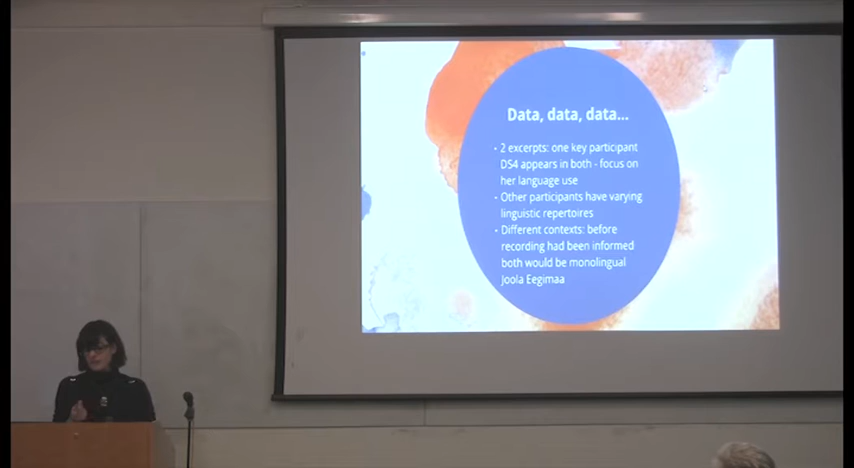 Data, data, data...
• 2 excerpts: one key participant
DS4 appears in both - focus on
her language use
• Other participants have varying
linguistic repertoires
• Different contexts: before
recording had been informed
both would be monolingual
Joola Eegimaa